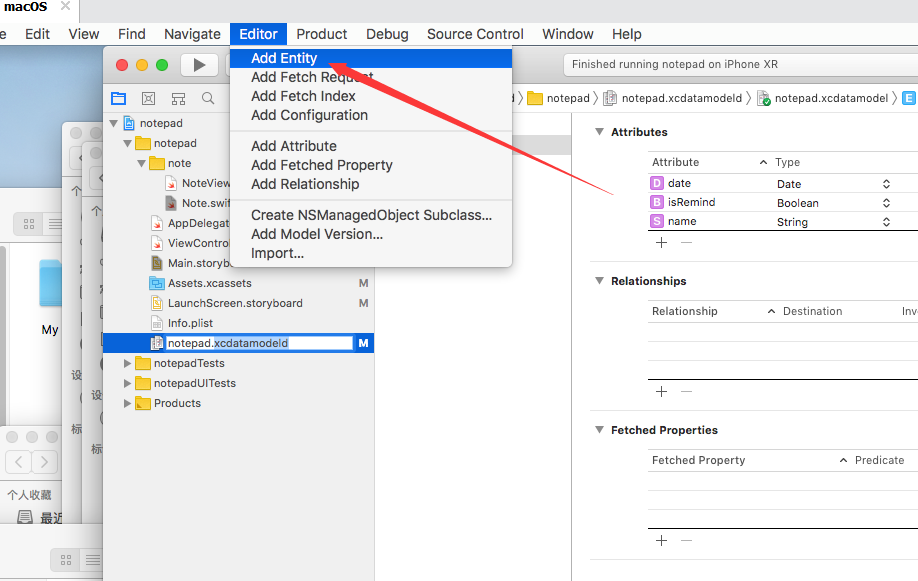 macOS
Edit View Find Navigate Editor Product Debug Source Control Window Help
Finished running notepad on iPhone XR
Add Entity
Add Fetch Request
Add Fetch Index
Add Configuration
Add Attribute
Add Fetched Property
Add Relationship
Create NSManagedObject Subclass...
Add Model Version...
Import...
notepad notepad.xcdatamodeld notepad.xcdatamodel E
notepad
notepad
note
NoteView
Note.swif
AppDelegat
ViewContro
Main.storyb
Assets.xcassets M
LaunchScreen.storyboard M
Info.plist
notepad.xcdatamodeld M
notepadTests
notepadUITests
Products
Attributes
Attribute Type
D date Date
B isRemind Boolean
S name String
Relationships
Relationship Destination Inv
Fetched Properties
Fetched Property Predicate
My
设
标
设
标
个人收藏
最近